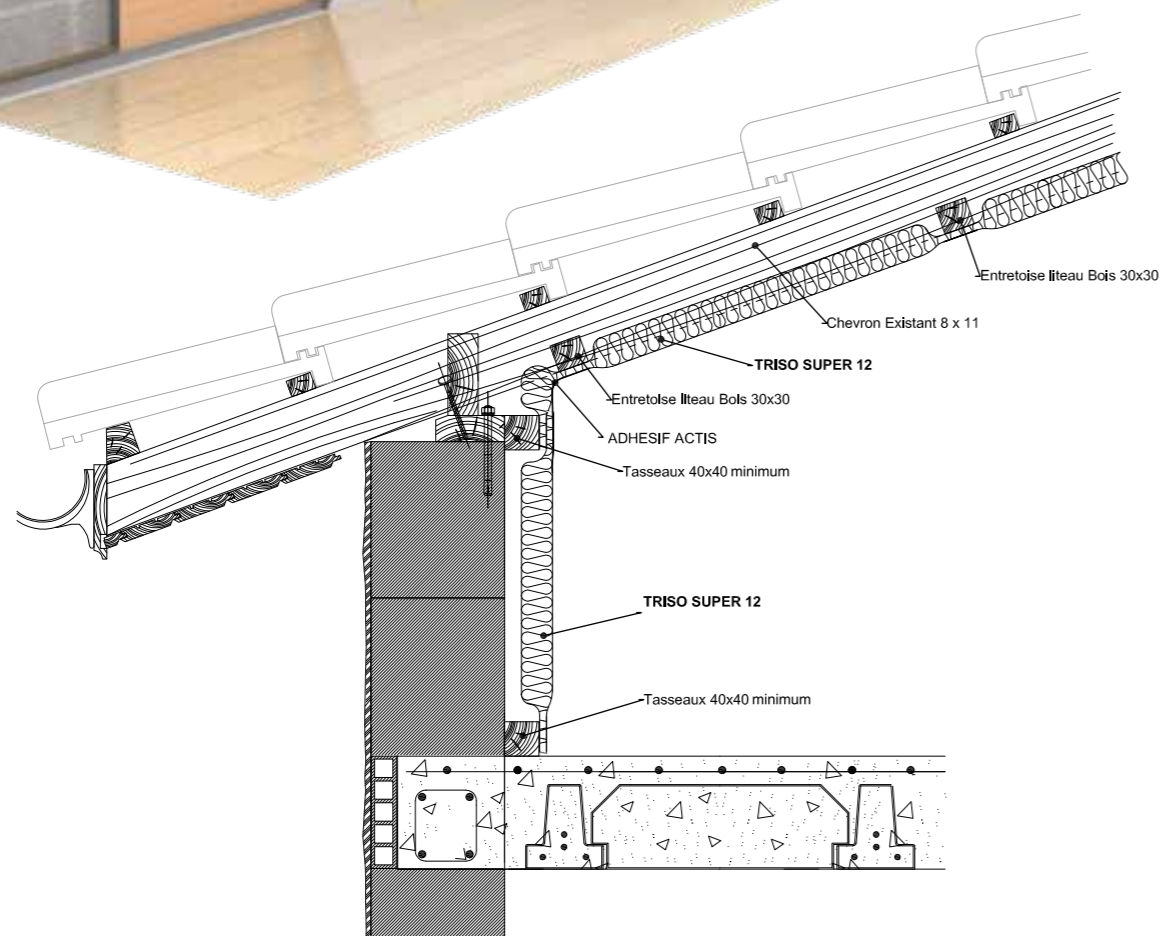 Entretoise liteau Bois 30x30
Chevron Existant 8 x 11
TRISO SUPER 12
Entretoise liteau Bois 30x30
ADHESIF ACTIS
Tasseaux 40x40 minimum
TRISO SUPER 12
Tasseaux 40x40 minimum